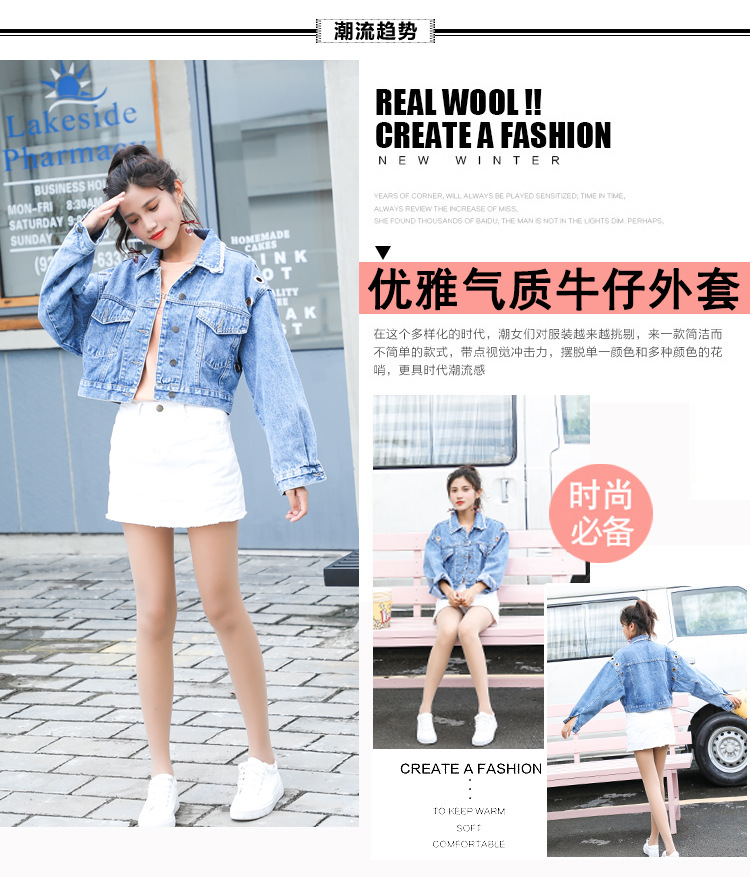 潮流趋势
Lakeside
Pharmacy
BUSINESS HO
MON-FRI 8:30AM
SATURDAY 9:
SUNDAY
HOMEMADE
CAKES
REAL WOOL !!
CREATE A FASHION
NEW WINTER
YEARS OF CORNER, WILL ALWAYS BE PLAYED SENSITIZED; TIME IN TIME,
ALWAYS REVIEW THE INCREASE OF MISS,
SHE FOUND THOUSANDS OF BAIDU, THE MAN IS NOT IN THE LIGHTS DIM. PERHAPS,
优雅气质牛仔外套
在这个多样化的时代，潮女们对服装越来越挑剔，来一款简洁而
不简单的款式，带点视觉冲击力，摆脱单一颜色和多种颜色的花
哨，更具时代潮流感
时尚
必备
CREATE A FASHION
TO KEEP WARM
SOFT
COMFORTABLE